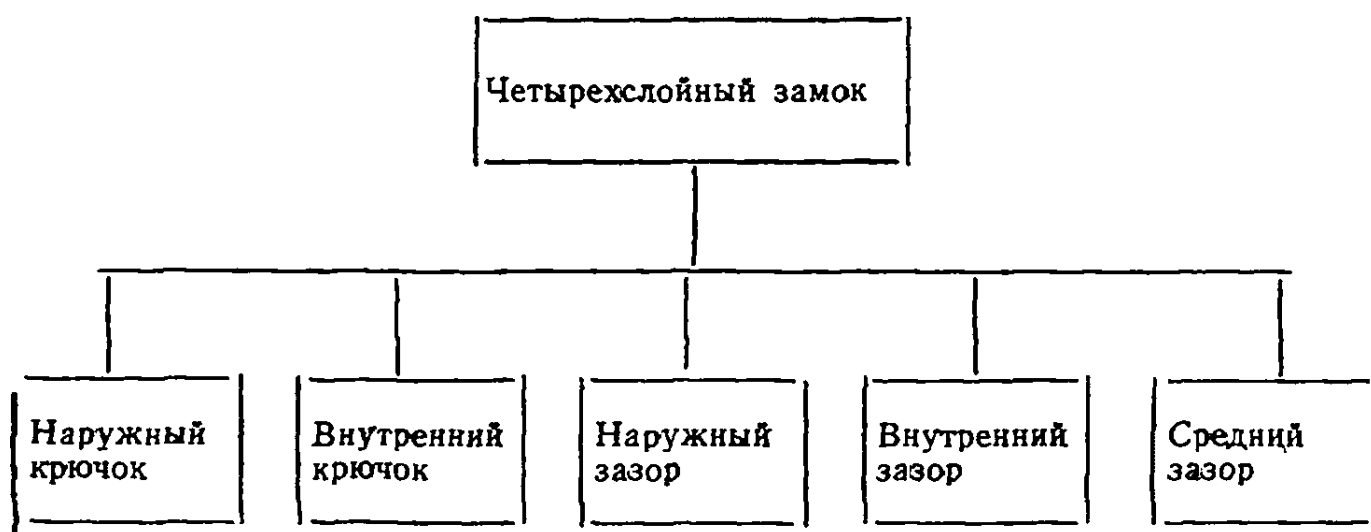 Четырехслойный замок
Наружный
крючок
Внутренний
крючок
Наружный
зазор
Внутренний
зазор
Средний
зазор